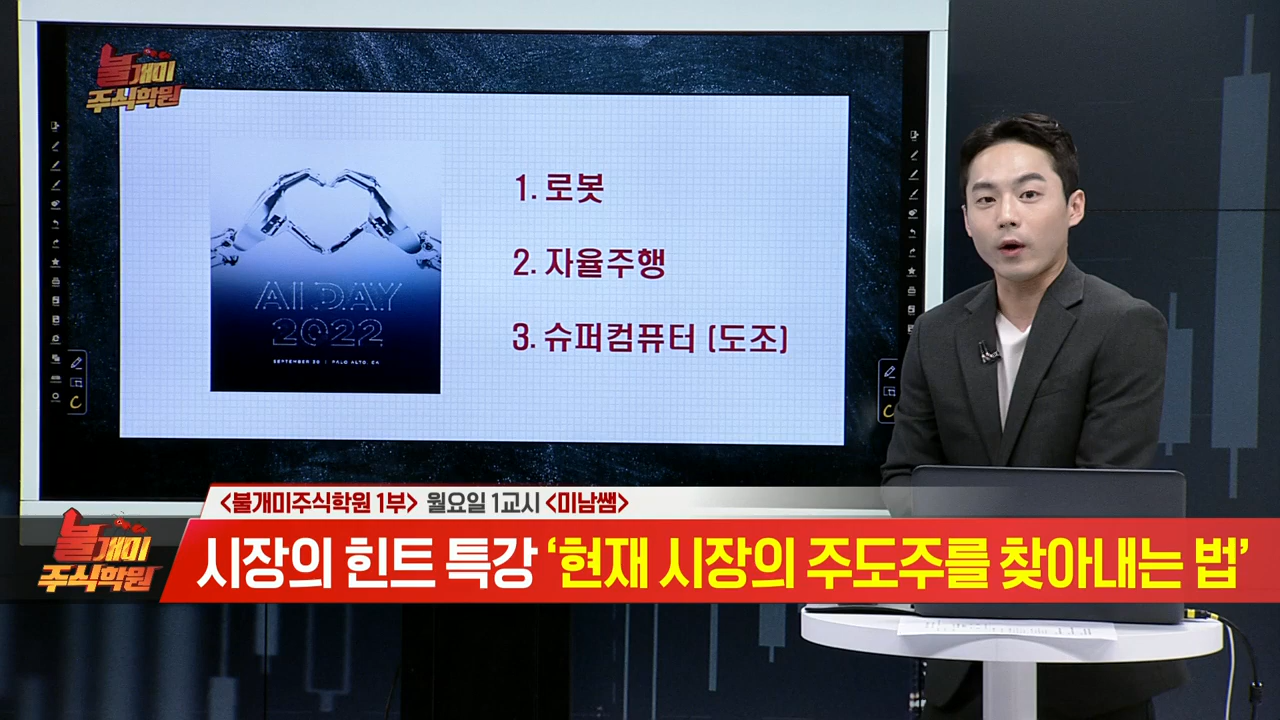 불개미
주식학원
1. 로봇
2. 자율주행
3. 슈퍼컴퓨터 (도조)
AI DAY
2022
SEPTEMBER 30 | PALO ALTO, CA
<불개미주식학원 1부> 월요일 1교시 <미남쌤>
불개미
주식학원
시장의 힌트 특강 ‘현재 시장의 주도주를 찾아내는 법’